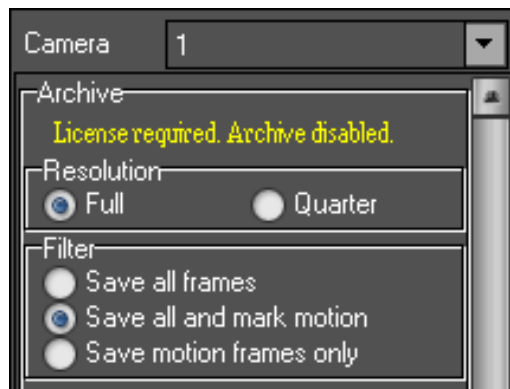 Camera 1
Archive
License required. Archive disabled.
Resolution
Full Quarter
Filter
Save all frames
Save all and mark motion
Save motion frames only